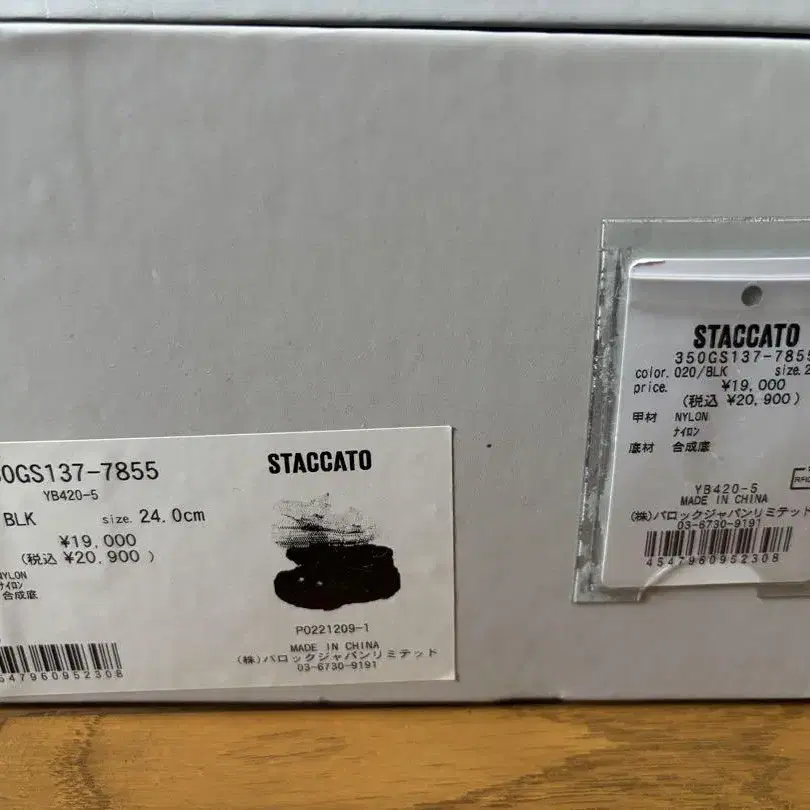 0GS137-7855
YB420-5
BLK size. 24.0cm
¥19,000
(税込 ¥20,900 )
NYLON
ナイロン
合成底
547960952308
STACCATO
PO221209-1
MADE IN CHINA
(株)バロックジャパンリミテッド
03-6730-9191
STACCATO
350GS137-7855
color. 020/BLK size. 2
price. ¥19,000
(税込 ¥20,900 )
甲材 NYLON
ナイロン
底材 合成底
YB420-5
MADE IN CHINA
(株)バロックジャパンリミテッド
03-6730-9191
4547960952308